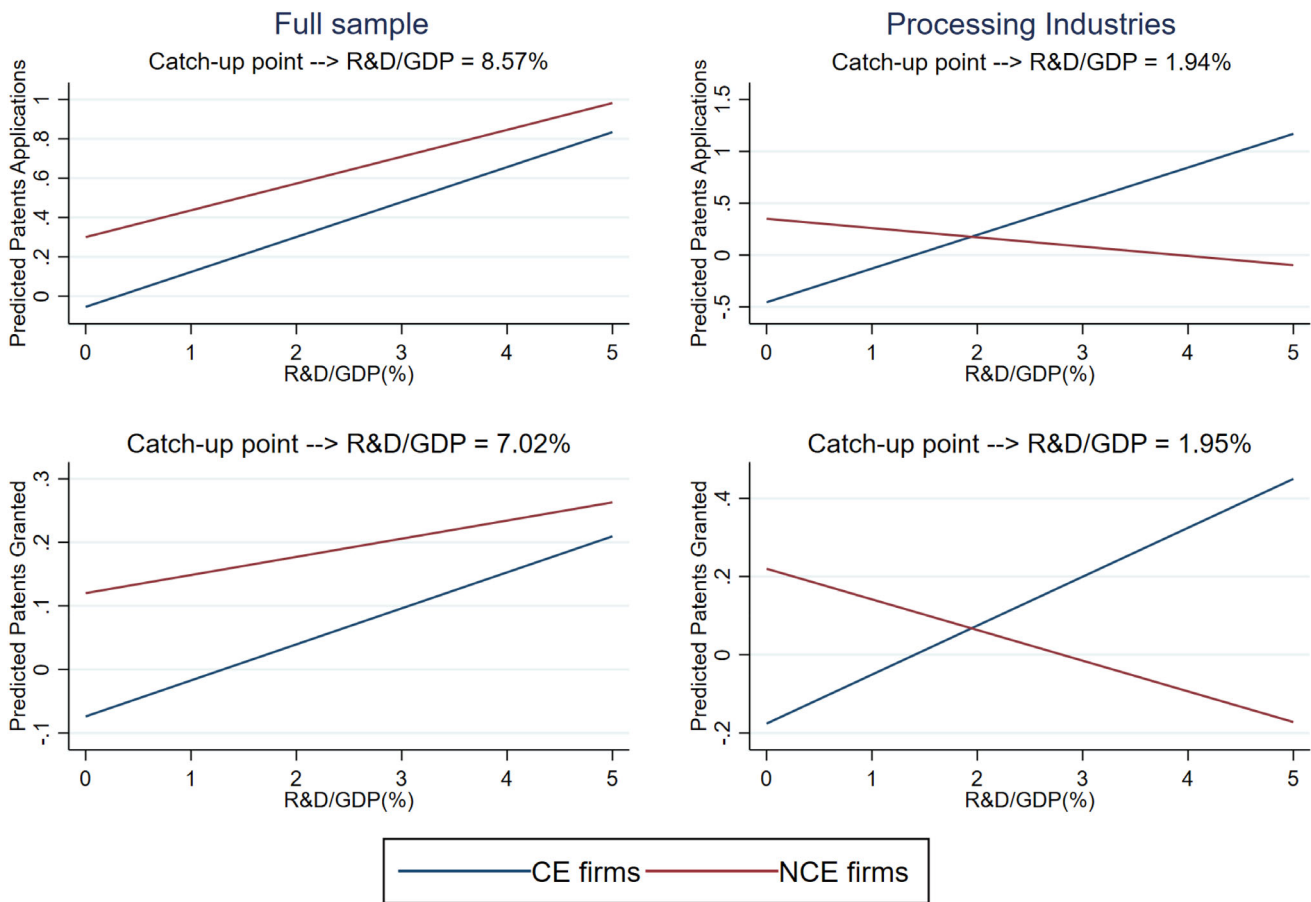 Full sample
Catch-up point --> R&D/GDP = 8.57%
Predicted Patents Applications
1
.8
.6
.4
.2
0
0 1 2 3 4 5
R&D/GDP(%)
Processing Industries
Catch-up point --> R&D/GDP = 1.94%
Predicted Patents Applications
1.5
1
.5
0
-.5
0 1 2 3 4 5
R&D/GDP(%)
Catch-up point --> R&D/GDP = 7.02%
Predicted Patents Granted
.3
.2
.1
0
-.1
0 1 2 3 4 5
R&D/GDP(%)
Catch-up point --> R&D/GDP = 1.95%
Predicted Patents Granted
.4
.2
0
-.2
0 1 2 3 4 5
R&D/GDP(%)
CE firms NCE firms